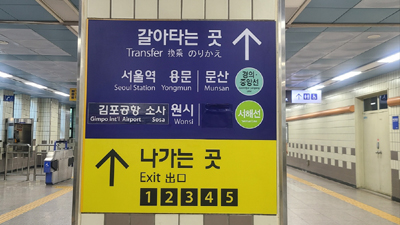 갈아타는 곳
Transfer 換乘 のりかえ
서울역 용문 문산 경의·중앙선
Seoul Station Yongmun Munsan
김포공항 소사 원시 서해선
Gimpo Int'l Airport Sosa Wonsi
나가는 곳
Exit 出口
1 2 3 4 5